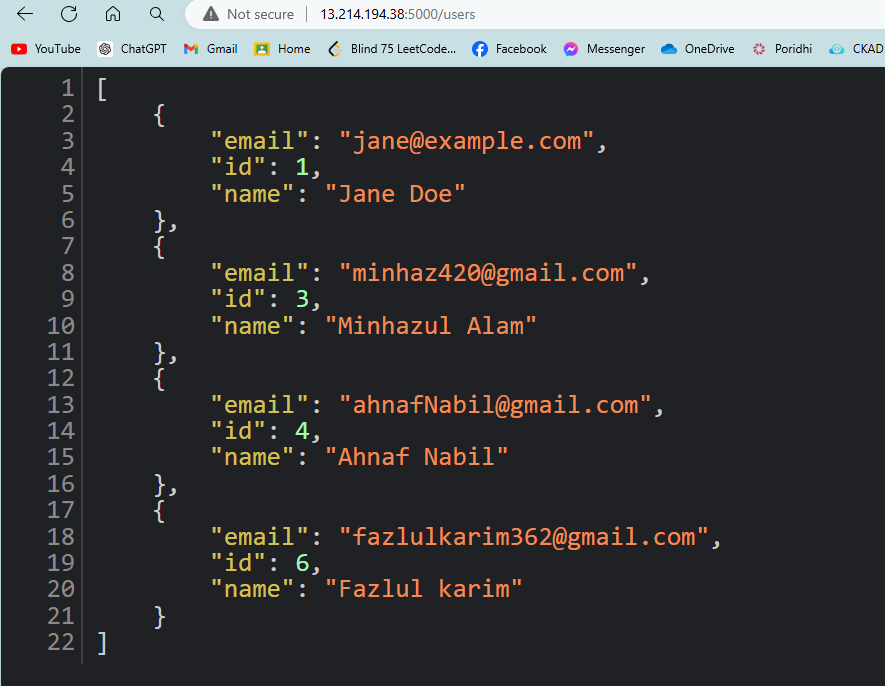 Not secure 13.214.194.38:5000/users
YouTube ChatGPT Gmail Home Blind 75 LeetCode... Facebook Messenger OneDrive Poridhi CKAD
1 [
2 {
3 "email": "jane@example.com",
4 "id": 1,
5 "name": "Jane Doe"
6 },
7 {
8 "email": "minhaz420@gmail.com",
9 "id": 3,
10 "name": "Minhazul Alam"
11 },
12 {
13 "email": "ahnafNabil@gmail.com",
14 "id": 4,
15 "name": "Ahnaf Nabil"
16 },
17 {
18 "email": "fazlulkarim362@gmail.com",
19 "id": 6,
20 "name": "Fazlul karim"
21 }
22 ]